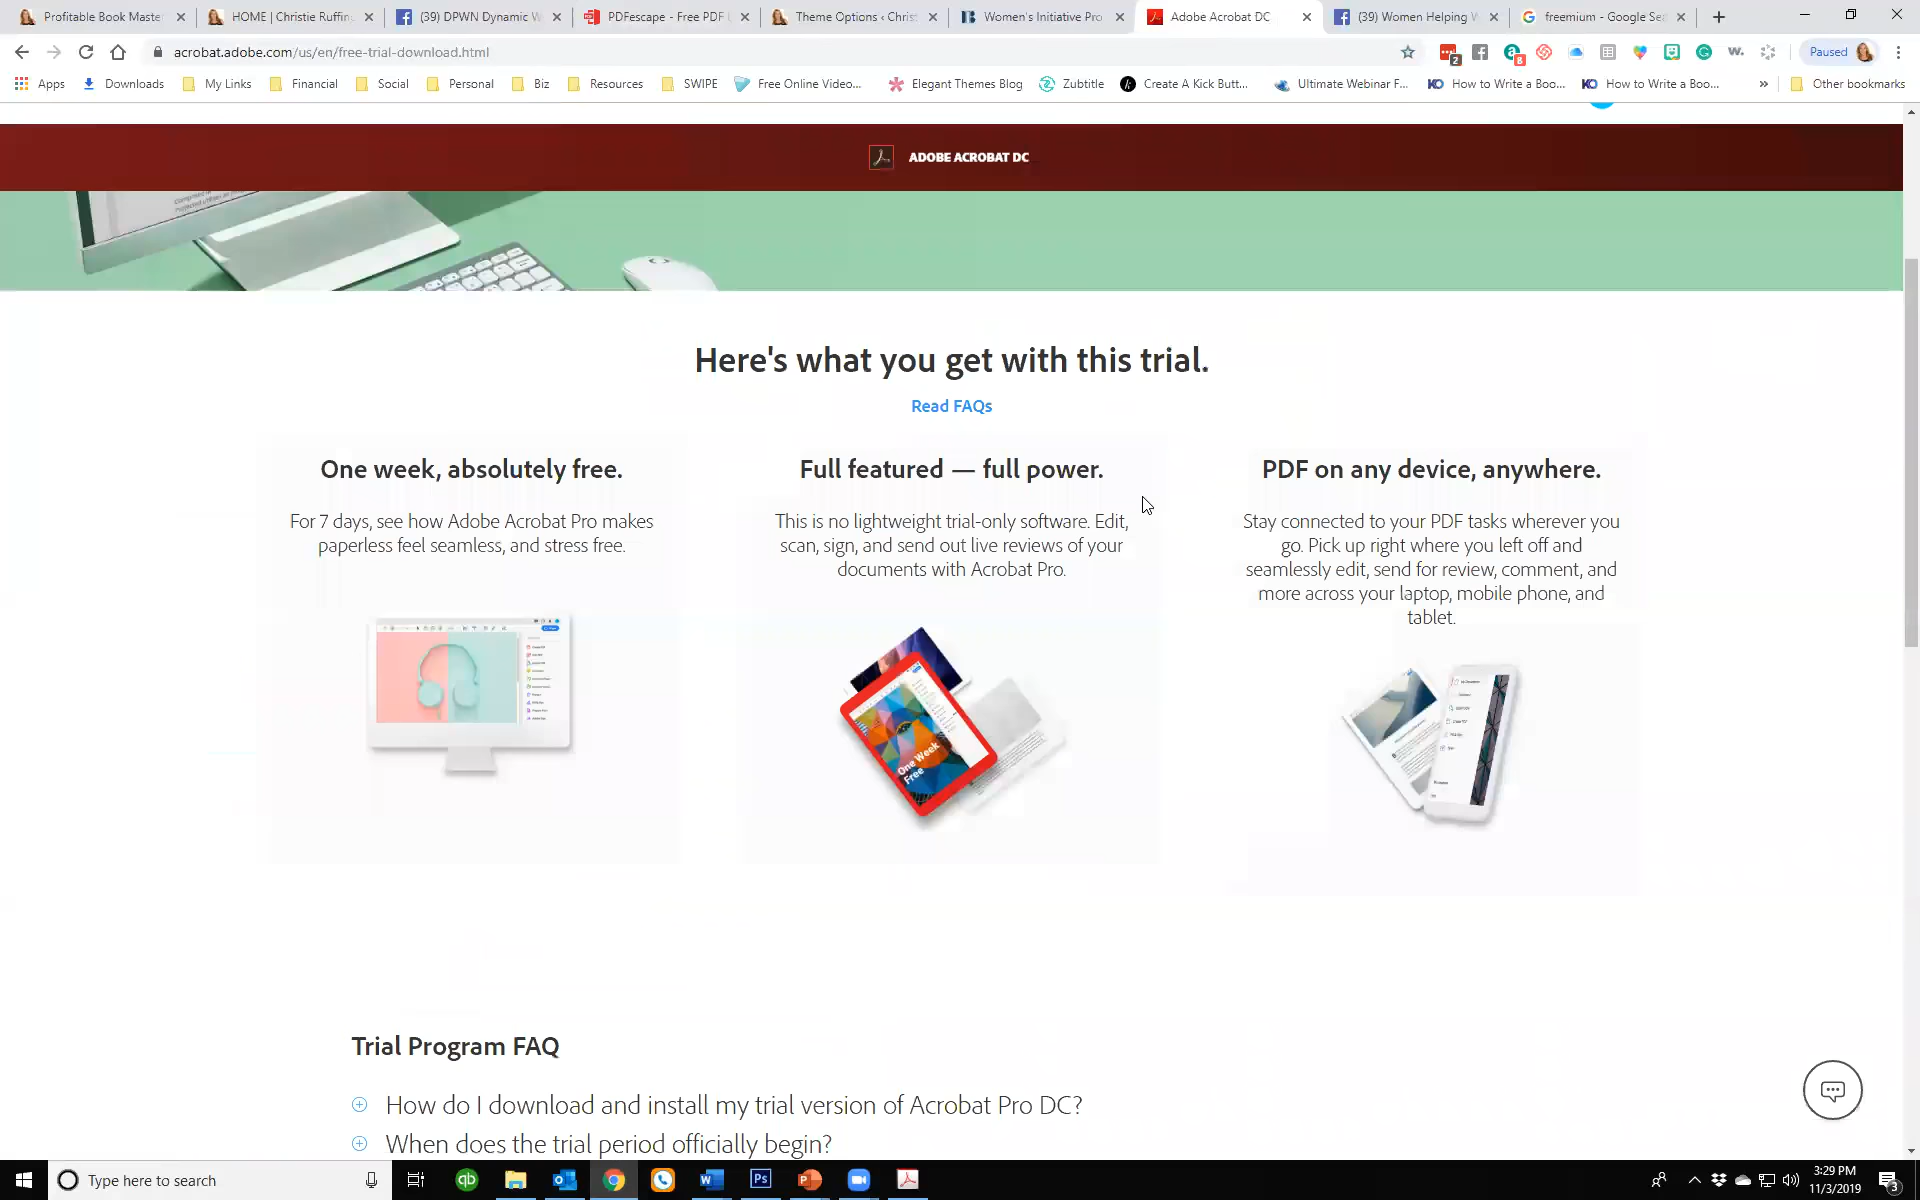 Profitable Book Master
HOME | Christie Ruffin
(39) DPWN Dynamic W
PDFescape - Free PDF
Theme Options ‹ Chris
Women's Initiative Pro
Adobe Acrobat DC
(39) Women Helping W
freemium - Google Sea
acrobat.adobe.com/us/en/free-trial-download.html
2
8
Paused
Apps
Downloads
My Links
Financial
Social
Personal
Biz
Resources
SWIPE
Free Online Video...
Elegant Themes Blog
Zubtitle
Create A Kick Butt...
Ultimate Webinar F...
How to Write a Boo...
How to Write a Boo...
Other bookmarks
ADOBE ACROBAT DC
Here's what you get with this trial.
Read FAQs
One week, absolutely free.
For 7 days, see how Adobe Acrobat Pro makes
paperless feel seamless, and stress free.
Full featured — full power.
This is no lightweight trial-only software. Edit,
scan, sign, and send out live reviews of your
documents with Acrobat Pro.
One Week
Free
PDF on any device, anywhere.
Stay connected to your PDF tasks wherever you
go. Pick up right where you left off and
seamlessly edit, send for review, comment, and
more across your laptop, mobile phone, and
tablet.
Trial Program FAQ
How do I download and install my trial version of Acrobat Pro DC?
When does the trial period officially begin?
Type here to search
3:29 PM
11/3/2019
3